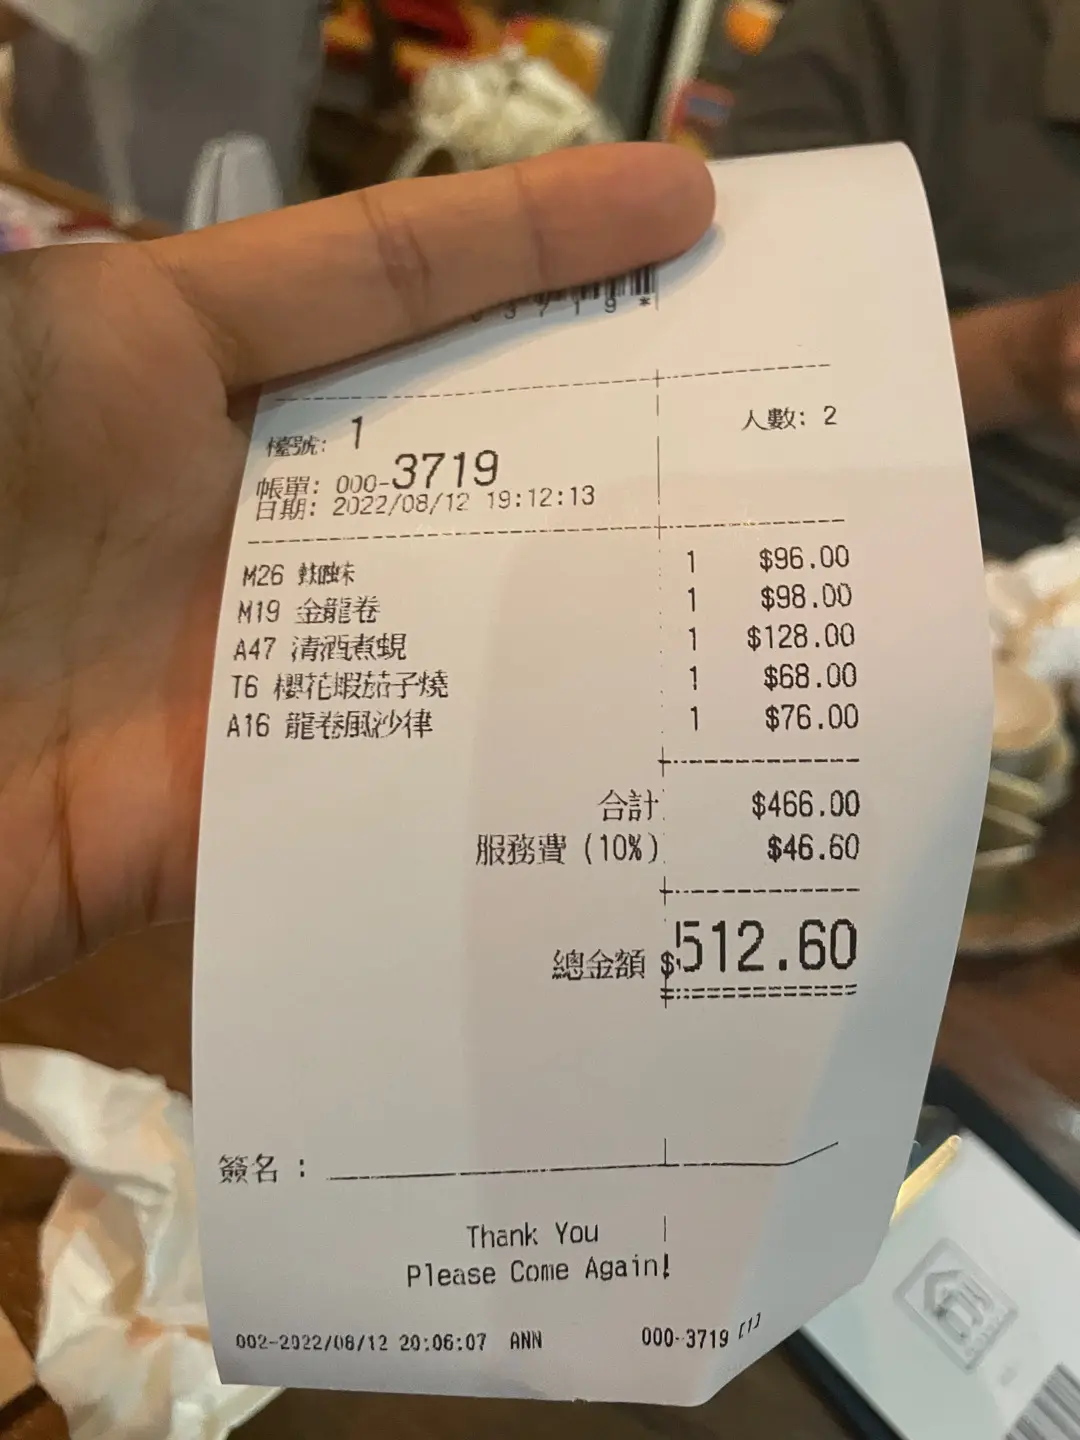 3719*
檯號: 1
人數: 2
帳單: 000-3719
日期: 2022/08/12 19:12:13
M26 1 $96.00
M19 金龍卷 1 $98.00
A47 清酒煮蜆 1 $128.00
T6 櫻花蝦茄子燒 1 $68.00
A16 龍卷風沙律 1 $76.00
合計 $466.00
服務費 (10%) $46.60
總金額 $512.60
簽名 :
Thank You
Please Come Again!
002-2022/08/12 20:06:07 ANN 000-3719 [1]